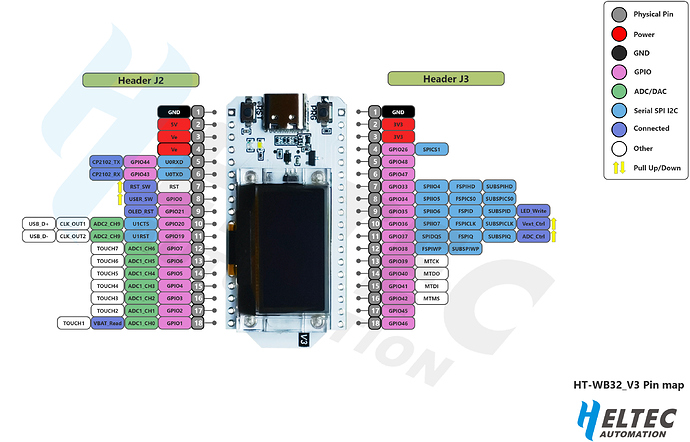 Physical Pin
Power
GND
GPIO
ADC/DAC
Serial SPI I2C
Connected
Other
Pull Up/Down
Header J2
Header J3
GND 1
5V 2
Ve 3
Ve 4
CP2102_TX GPIO44 U0RXD 5
CP2102_RX GPIO43 U0TXD 6
RST_SW RST 7
USER_SW GPIO0 8
OLED_RST GPIO21 9
USB_D+ CLK_OUT1 ADC2_CH9 U1CTS GPIO20 10
USB_D- CLK_OUT2 ADC2_CH9 U1RST GPIO19 11
TOUCH7 ADC1_CH6 GPIO7 12
TOUCH6 ADC1_CH5 GPIO6 13
TOUCH5 ADC1_CH4 GPIO5 14
TOUCH4 ADC1_CH3 GPIO4 15
TOUCH3 ADC1_CH2 GPIO3 16
TOUCH2 ADC1_CH1 GPIO2 17
TOUCH1 VBAT_Read ADC1_CH0 GPIO1 18
RST
PRG
V3
1 GND
2 3V3
3 3V3
4 GPIO26 SPICS1
5 GPIO48
6 GPIO47
7 GPIO33 SPIIO4 FSPIHD SUBSPIHD
8 GPIO34 SPIIO5 FSPICS0 SUBSPICS0
9 GPIO35 SPIIO6 FSPID SUBSPID LED_Write
10 GPIO36 SPIIO7 FSPICLK SUBSPICLK Vext_Ctrl
11 GPIO37 SPIDQS FSPIQ SUBSPIQ ADC_Ctrl
12 GPIO38 FSPIWP SUBSPIWP
13 GPIO39 MTCK
14 GPIO40 MTDO
15 GPIO41 MTDI
16 GPIO42 MTMS
17 GPIO45
18 GPIO46
HT-WB32_V3 Pin map
HELTEC
AUTOMATION